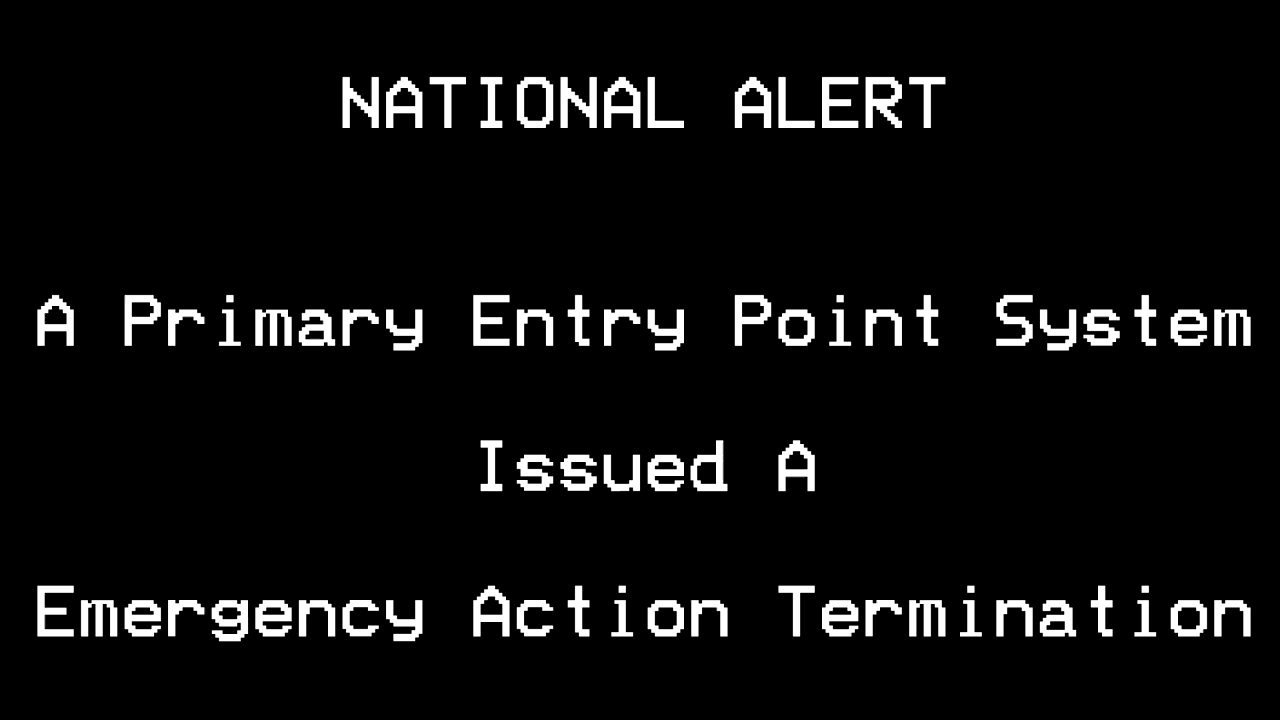 NATIONAL ALERT
A Primary Entry Point System
Issued A
Emergency Action Termination